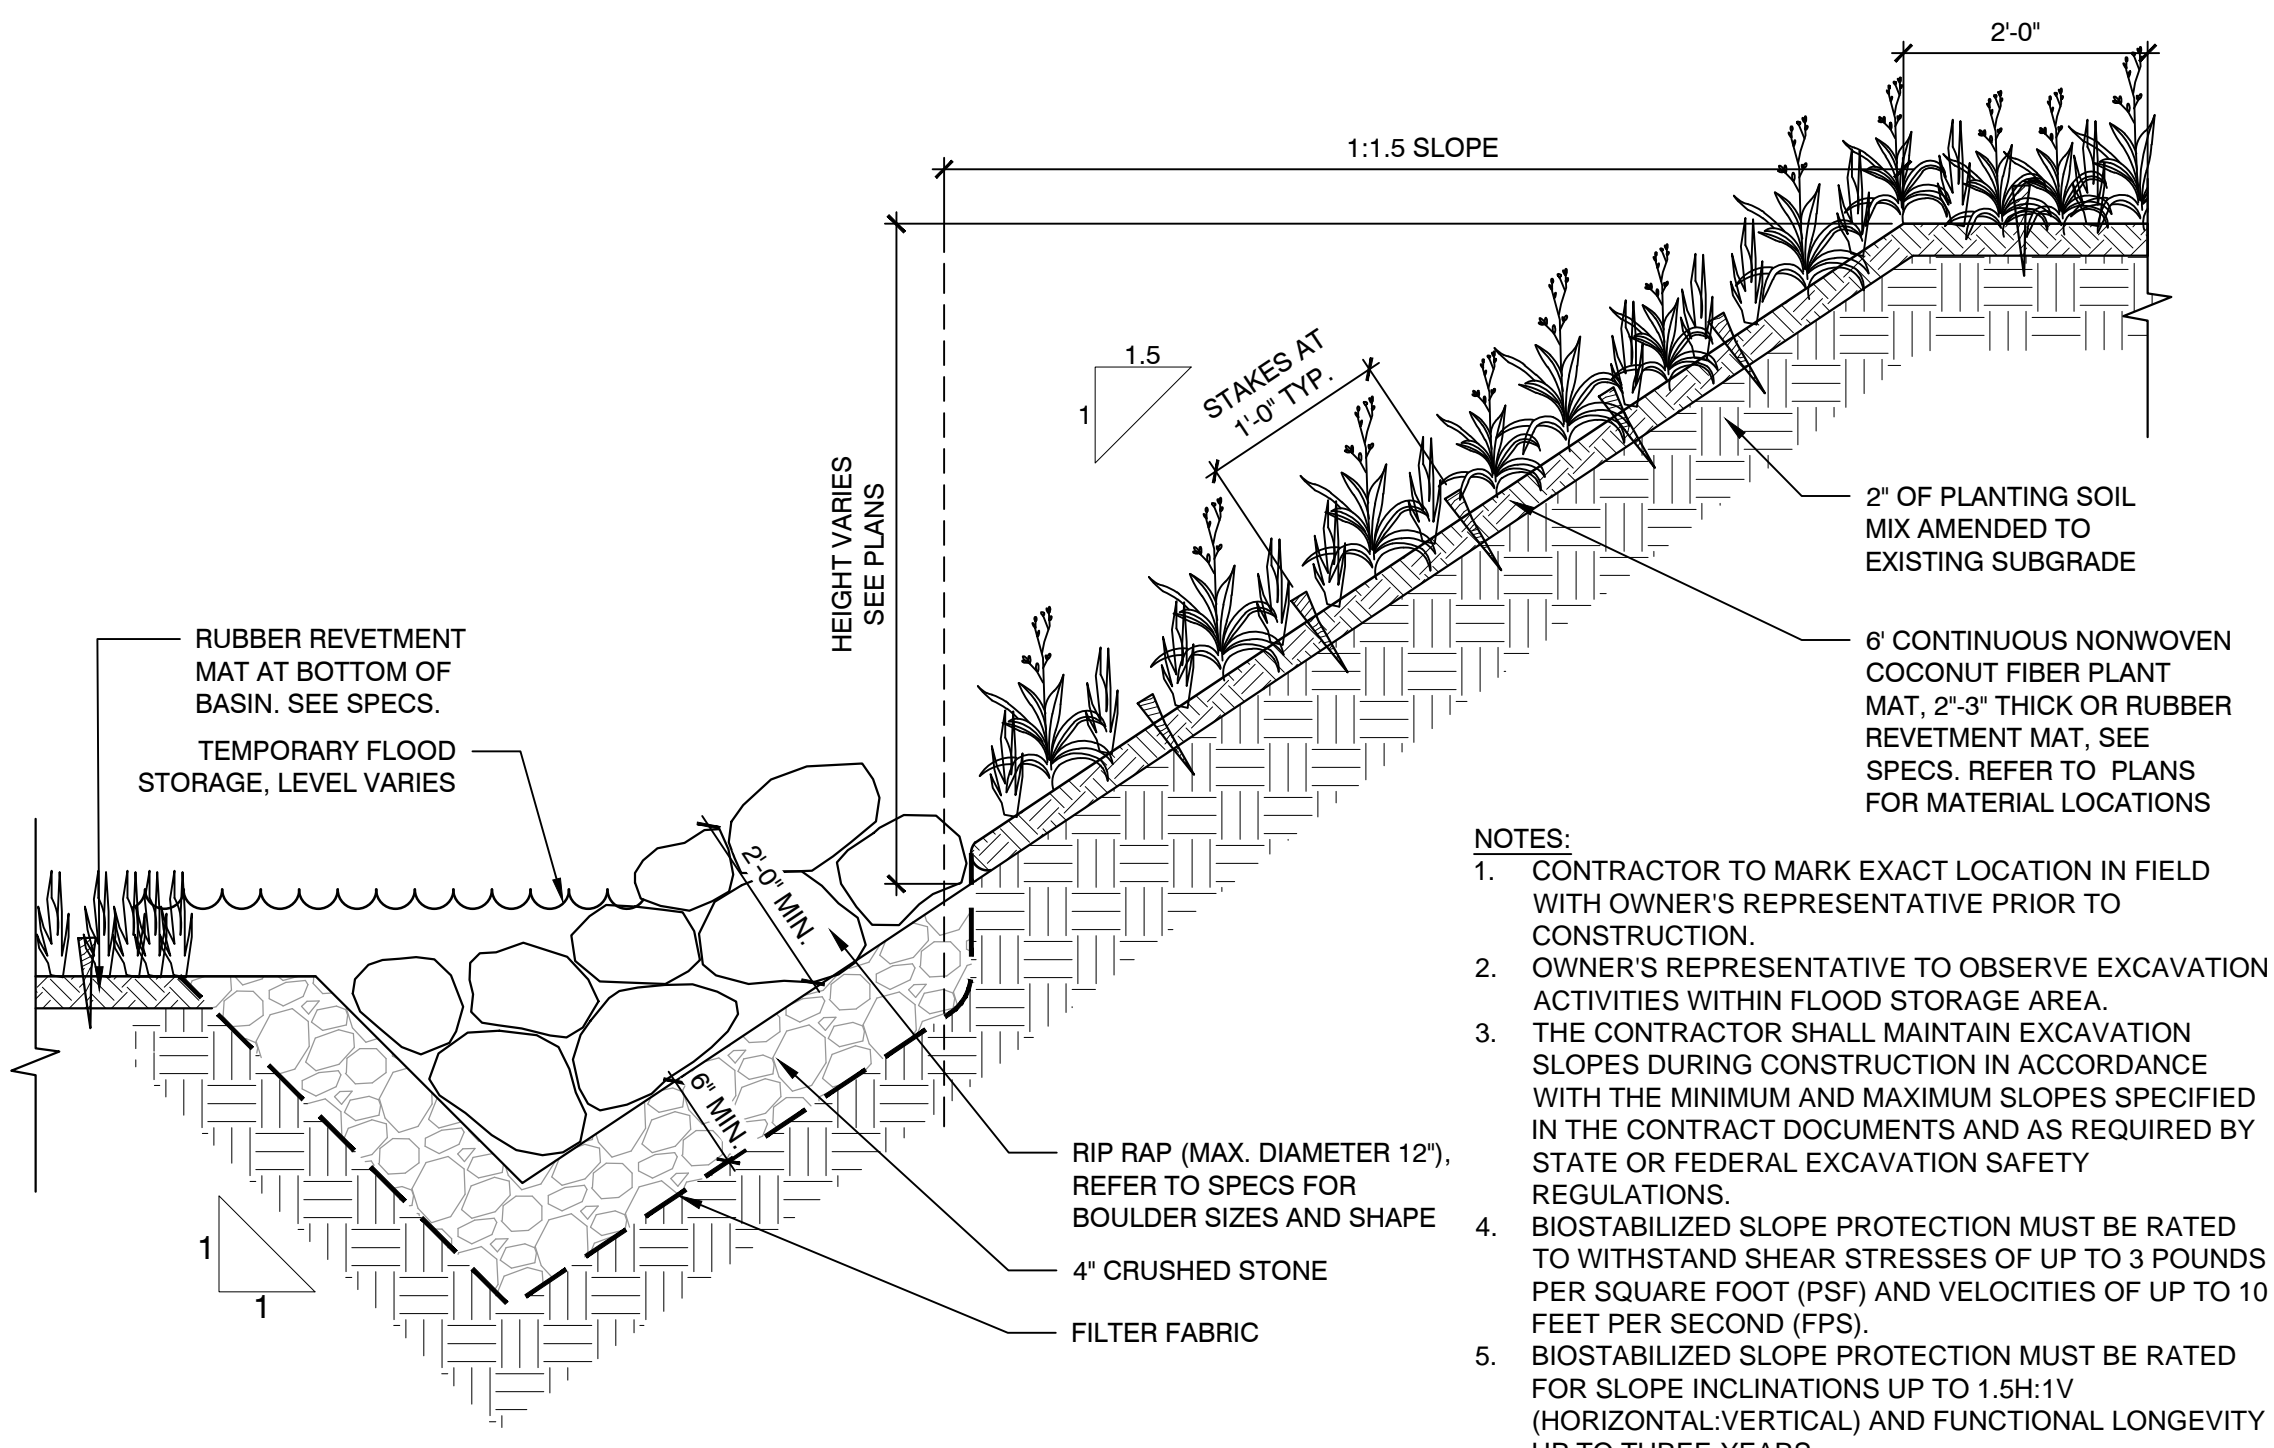 2'-0"
1:1.5 SLOPE
1.5
1
STAKES AT
1'-0" TYP.
HEIGHT VARIES
SEE PLANS
2" OF PLANTING SOIL
MIX AMENDED TO
EXISTING SUBGRADE
6' CONTINUOUS NONWOVEN
COCONUT FIBER PLANT
MAT, 2"-3" THICK OR RUBBER
REVETMENT MAT, SEE
SPECS. REFER TO PLANS
FOR MATERIAL LOCATIONS
RUBBER REVETMENT
MAT AT BOTTOM OF
BASIN. SEE SPECS.
TEMPORARY FLOOD
STORAGE, LEVEL VARIES
2'-0" MIN.
6" MIN.
1
1
RIP RAP (MAX. DIAMETER 12"),
REFER TO SPECS FOR
BOULDER SIZES AND SHAPE
4" CRUSHED STONE
FILTER FABRIC
NOTES:
1. CONTRACTOR TO MARK EXACT LOCATION IN FIELD
WITH OWNER'S REPRESENTATIVE PRIOR TO
CONSTRUCTION.
2. OWNER'S REPRESENTATIVE TO OBSERVE EXCAVATION
ACTIVITIES WITHIN FLOOD STORAGE AREA.
3. THE CONTRACTOR SHALL MAINTAIN EXCAVATION
SLOPES DURING CONSTRUCTION IN ACCORDANCE
WITH THE MINIMUM AND MAXIMUM SLOPES SPECIFIED
IN THE CONTRACT DOCUMENTS AND AS REQUIRED BY
STATE OR FEDERAL EXCAVATION SAFETY
REGULATIONS.
4. BIOSTABILIZED SLOPE PROTECTION MUST BE RATED
TO WITHSTAND SHEAR STRESSES OF UP TO 3 POUNDS
PER SQUARE FOOT (PSF) AND VELOCITIES OF UP TO 10
FEET PER SECOND (FPS).
5. BIOSTABILIZED SLOPE PROTECTION MUST BE RATED
FOR SLOPE INCLINATIONS UP TO 1.5H:1V
(HORIZONTAL:VERTICAL) AND FUNCTIONAL LONGEVITY
UP TO THREE YEARS